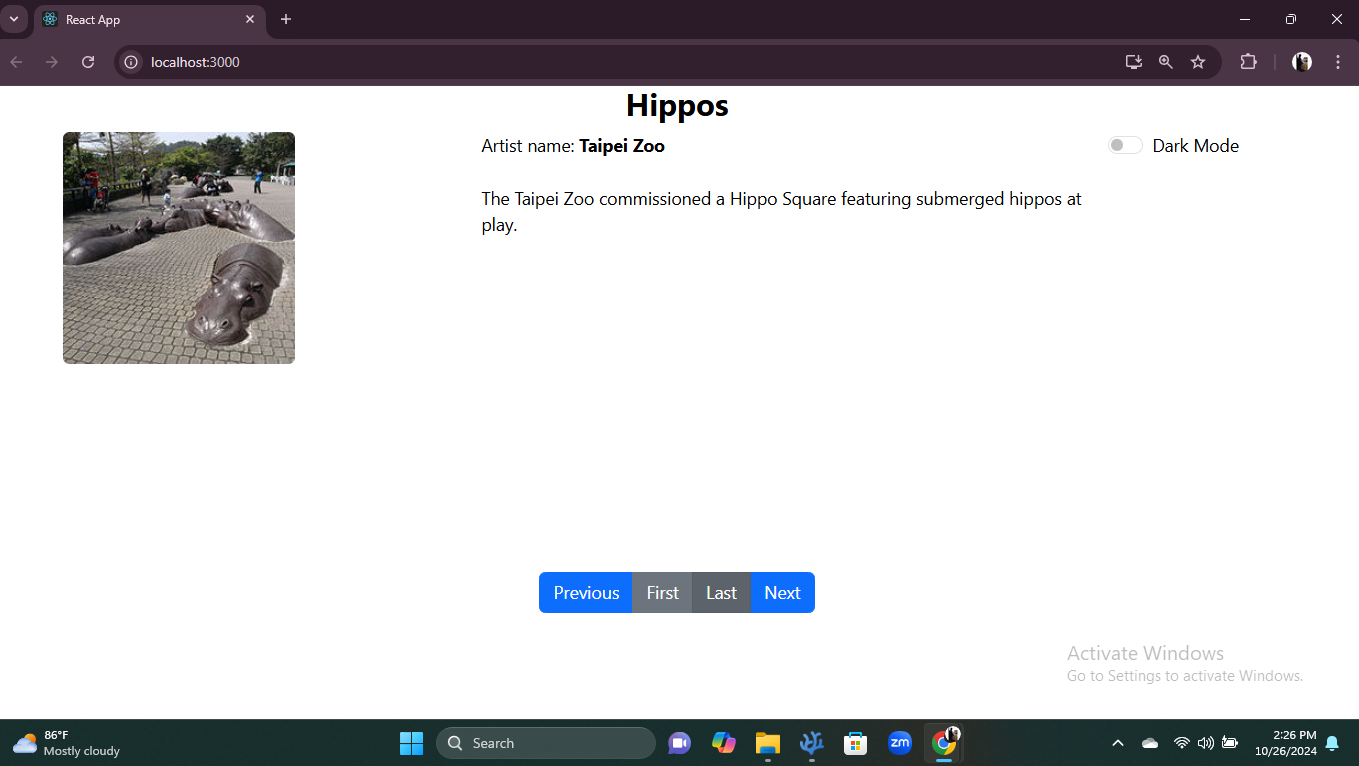 React App
localhost:3000
Hippos
Artist name: Taipei Zoo
Dark Mode
The Taipei Zoo commissioned a Hippo Square featuring submerged hippos at
play.
Previous First Last Next
Activate Windows
Go to Settings to activate Windows.
86°F
Mostly cloudy
Search
zm
2:26 PM
10/26/2024